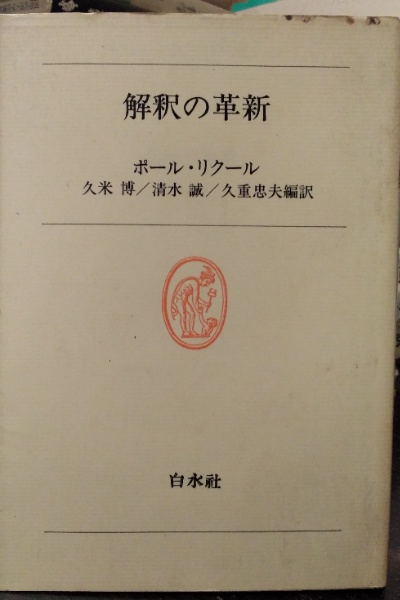 解釈の革新
ポール・リクール
久米 博／清水 誠／久重忠夫編訳
白水社